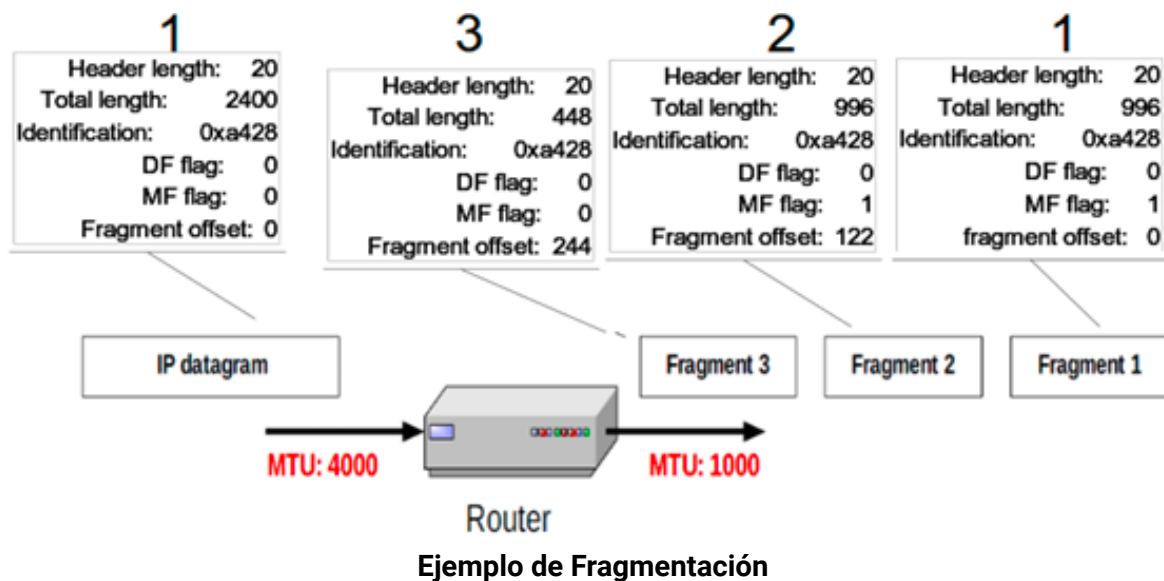 1
Header length: 20
Total length: 2400
Identification: 0xa428
DF flag: 0
MF flag: 0
Fragment offset: 0
3
Header length: 20
Total length: 448
Identification: 0xa428
DF flag: 0
MF flag: 0
Fragment offset: 244
2
Header length: 20
Total length: 996
Identification: 0xa428
DF flag: 0
MF flag: 1
Fragment offset: 122
1
Header length: 20
Total length: 996
Identification: 0xa428
DF flag: 0
MF flag: 1
fragment offset: 0
IP datagram
Fragment 3
Fragment 2
Fragment 1
MTU: 4000
MTU: 1000
Router
Ejemplo de Fragmentación